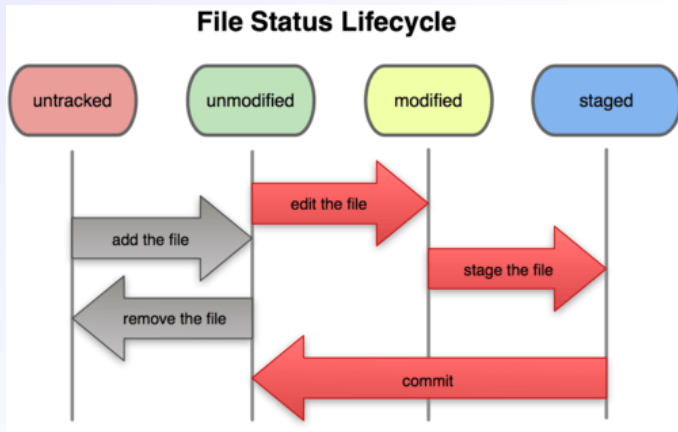 File Status Lifecycle
untracked
unmodified
modified
staged
edit the file
add the file
stage the file
remove the file
commit